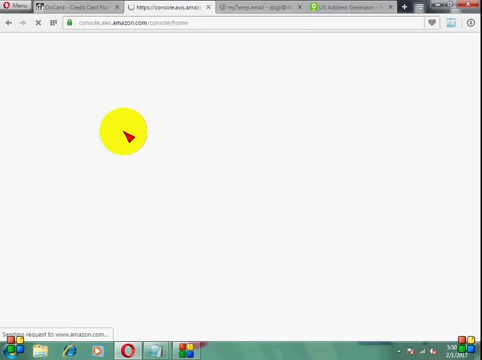 Menu
DisCard - Credit Card Nu
https://console.aws.amaz
myTemp.email -
US Address Generator -
console.aws.amazon.com/console/home
Sending request to www.amazon.com...
5:50
2/1/2017